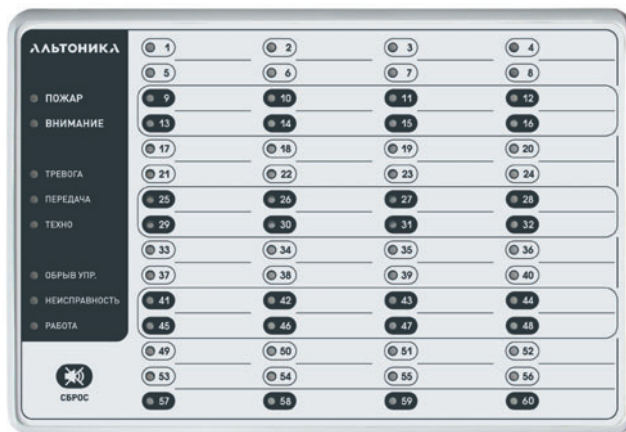 АЛЬТОНИКА
ПОЖАР
ВНИМАНИЕ
ТРЕВОГА
ПЕРЕДАЧА
ТЕХНО
ОБРЫВ УПР.
НЕИСПРАВНОСТЬ
РАБОТА
СБРОС
1 2 3 4
5 6 7 8
9 10 11 12
13 14 15 16
17 18 19 20
21 22 23 24
25 26 27 28
29 30 31 32
33 34 35 36
37 38 39 40
41 42 43 44
45 46 47 48
49 50 51 52
53 54 55 56
57 58 59 60